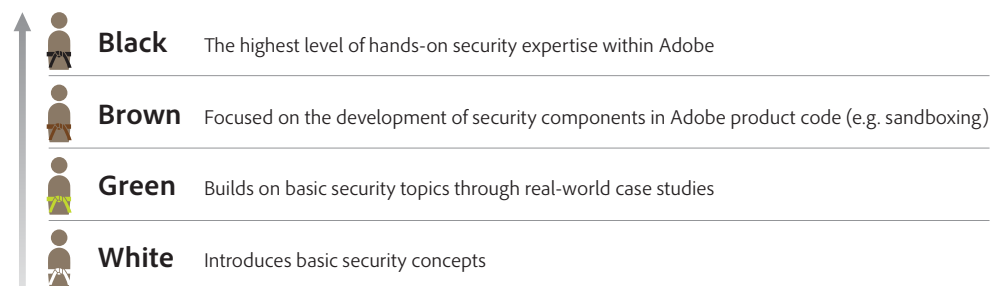 Black The highest level of hands-on security expertise within Adobe
Brown Focused on the development of security components in Adobe product code (e.g. sandboxing)
Green Builds on basic security topics through real-world case studies
White Introduces basic security concepts